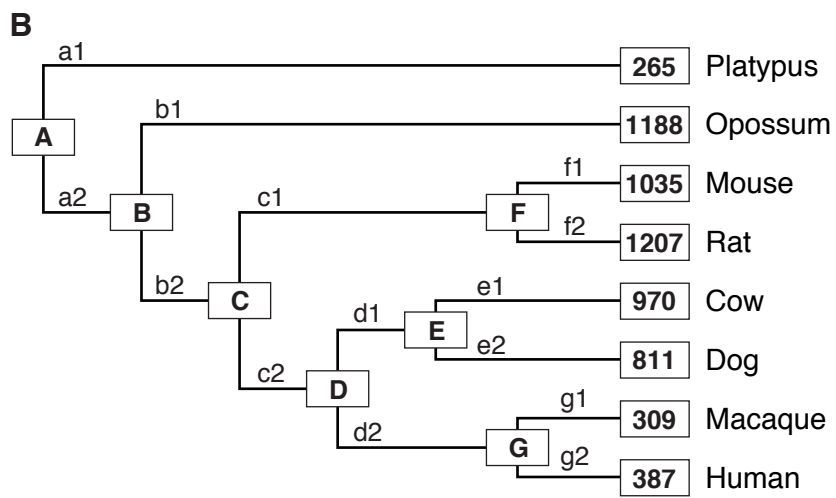 B
a1
265 Platypus
b1
A
1188 Opossum
f1
a2
c1
1035 Mouse
B
F
f2
1207 Rat
b2
e1
C
970 Cow
d1
E
e2
c2
811 Dog
D
g1
d2
309 Macaque
G
g2
387 Human